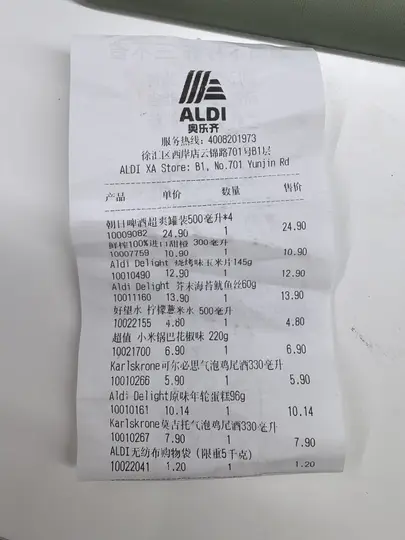 ALDI
奥乐齐
服务热线: 4008201973
徐汇区西岸店云锦路701号B1层
ALDI XA Store: B1, No.701 Yunjin Rd
产品 单价 数量 售价
朝日啤酒超爽罐装500毫升*4
10009082 24.90 1 24.90
鲜榨100%进口甜橙 300毫升
10007759 10.90 1 10.90
Aldi Delight 烧烤味玉米片145g
10010490 12.90 1 12.90
Aldi Delight 芥末海苔鱿鱼丝60g
10011160 13.90 1 13.90
好望水 柠檬薏米水 500毫升
10022155 4.80 1 4.80
超值 小米锅巴花椒味 220g
10021700 6.90 1 6.90
Karlskrone可尔必思气泡鸡尾酒330毫升
10010266 5.90 1 5.90
Aldi Delight原味年轮蛋糕96g
10010161 10.14 1 10.14
Karlskrone莫吉托气泡鸡尾酒330毫升
10010267 7.90 1 7.90
ALDI无纺布购物袋 (限重5千克)
10022041 1.20 1 1.20